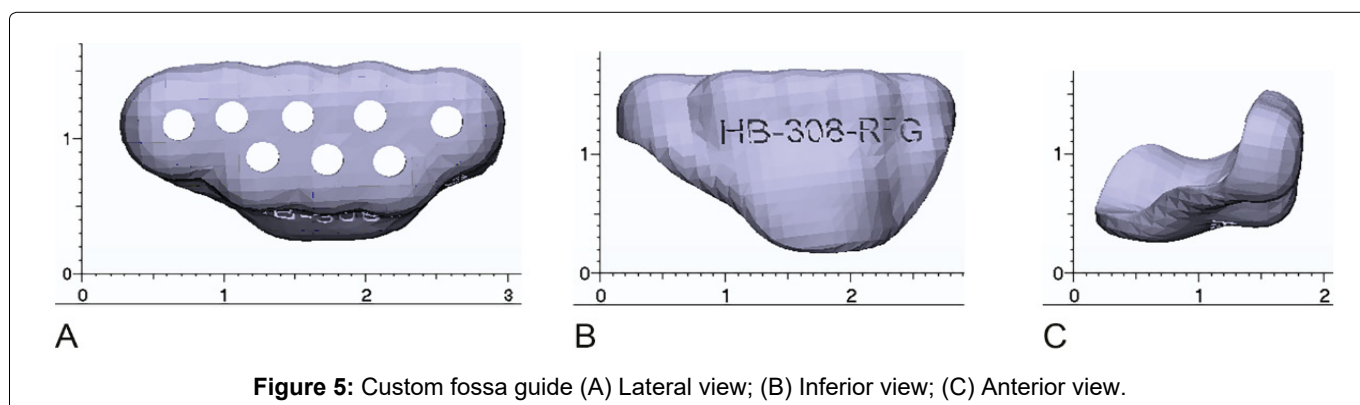 1
0
0 1 2 3
A
HB-308-RFG
1
0
0 1 2
B
1
0
0 1 2
C
Figure 5: Custom fossa guide (A) Lateral view; (B) Inferior view; (C) Anterior view.